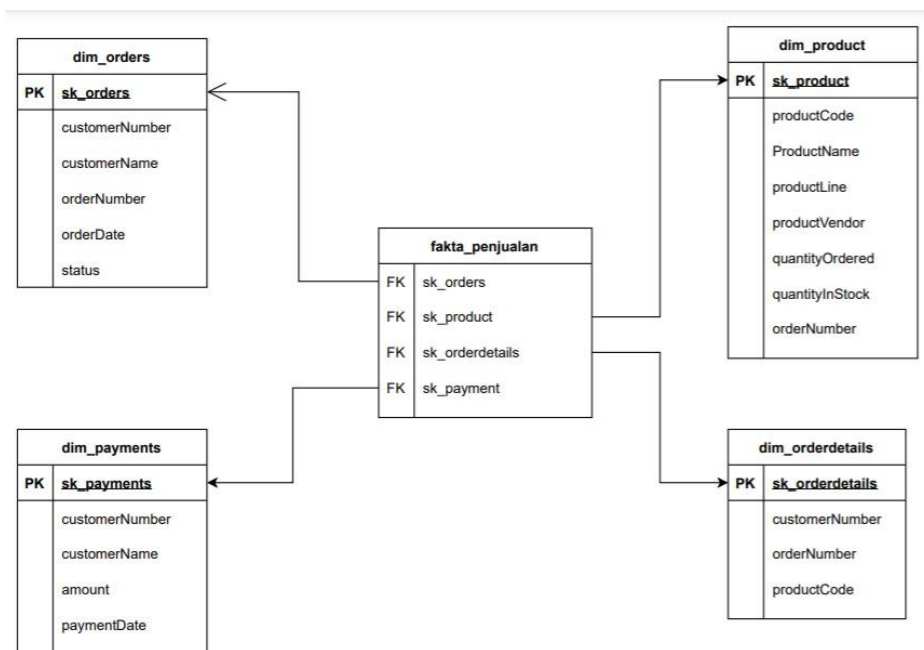 dim_orders
PK sk_orders
customerNumber
customerName
orderNumber
orderDate
status
dim_product
PK sk_product
productCode
ProductName
productLine
productVendor
quantityOrdered
quantityInStock
orderNumber
fakta_penjualan
FK sk_orders
FK sk_product
FK sk_orderdetails
FK sk_payment
dim_payments
PK sk_payments
customerNumber
customerName
amount
paymentDate
dim_orderdetails
PK sk_orderdetails
customerNumber
orderNumber
productCode